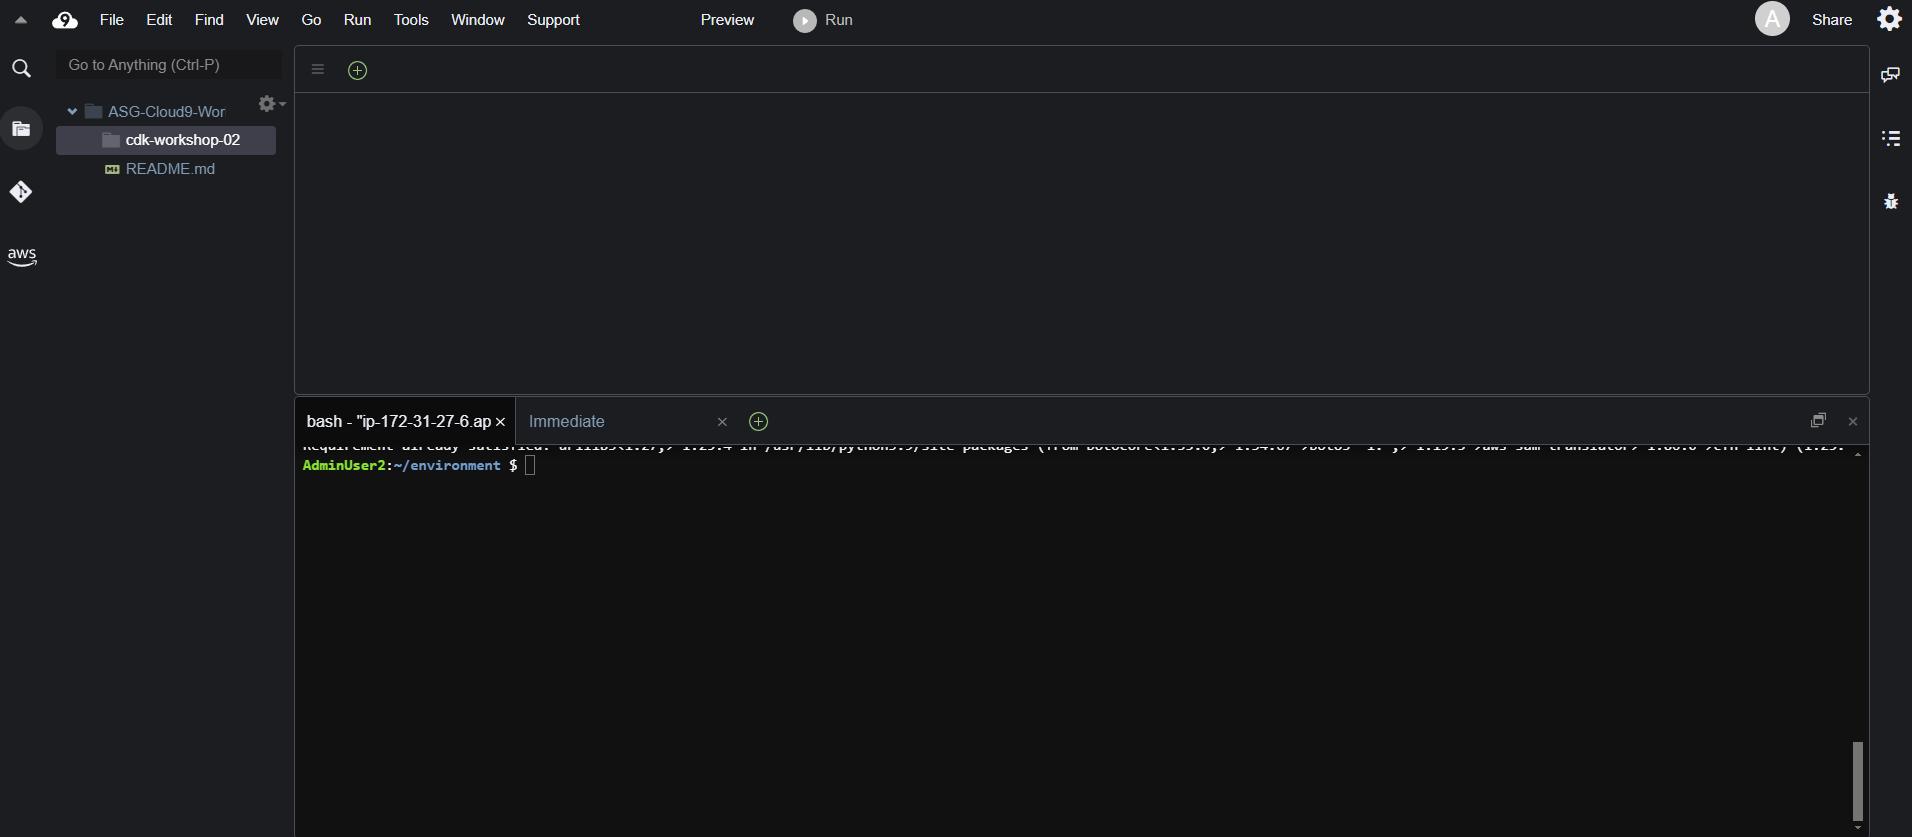 File Edit Find View Go Run Tools Window Support Preview Run A Share
Go to Anything (Ctrl-P)
ASG-Cloud9-Wor
cdk-workshop-02
README.md
aws
bash - "ip-172-31-27-6.ap
Immediate
AdminUser2:~/environment $